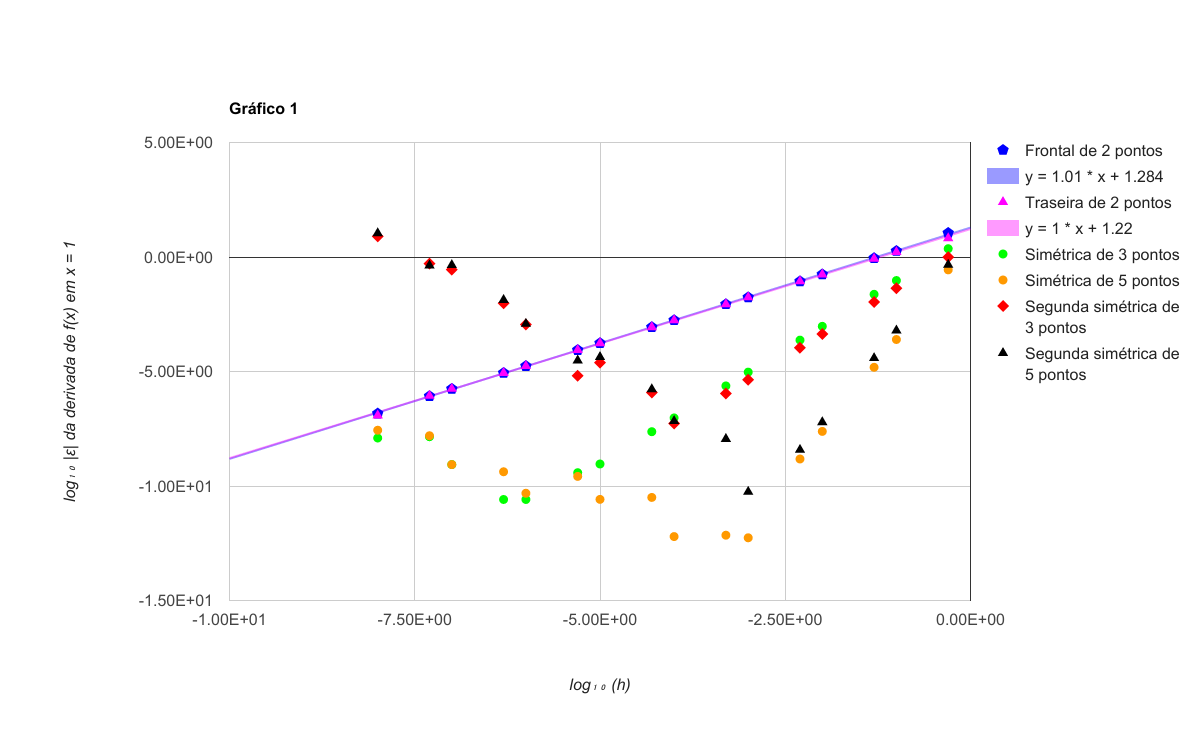 Gráfico 1
log₁₀ |ε| da derivada de f(x) em x = 1
5.00E+00
0.00E+00
-5.00E+00
-1.00E+01
-1.50E+01
-1.00E+01
-7.50E+00
-5.00E+00
-2.50E+00
0.00E+00
log₁₀ (h)
Frontal de 2 pontos
y = 1.01 * x + 1.284
Traseira de 2 pontos
y = 1 * x + 1.22
Simétrica de 3 pontos
Simétrica de 5 pontos
Segunda simétrica de
3 pontos
Segunda simétrica de
5 pontos